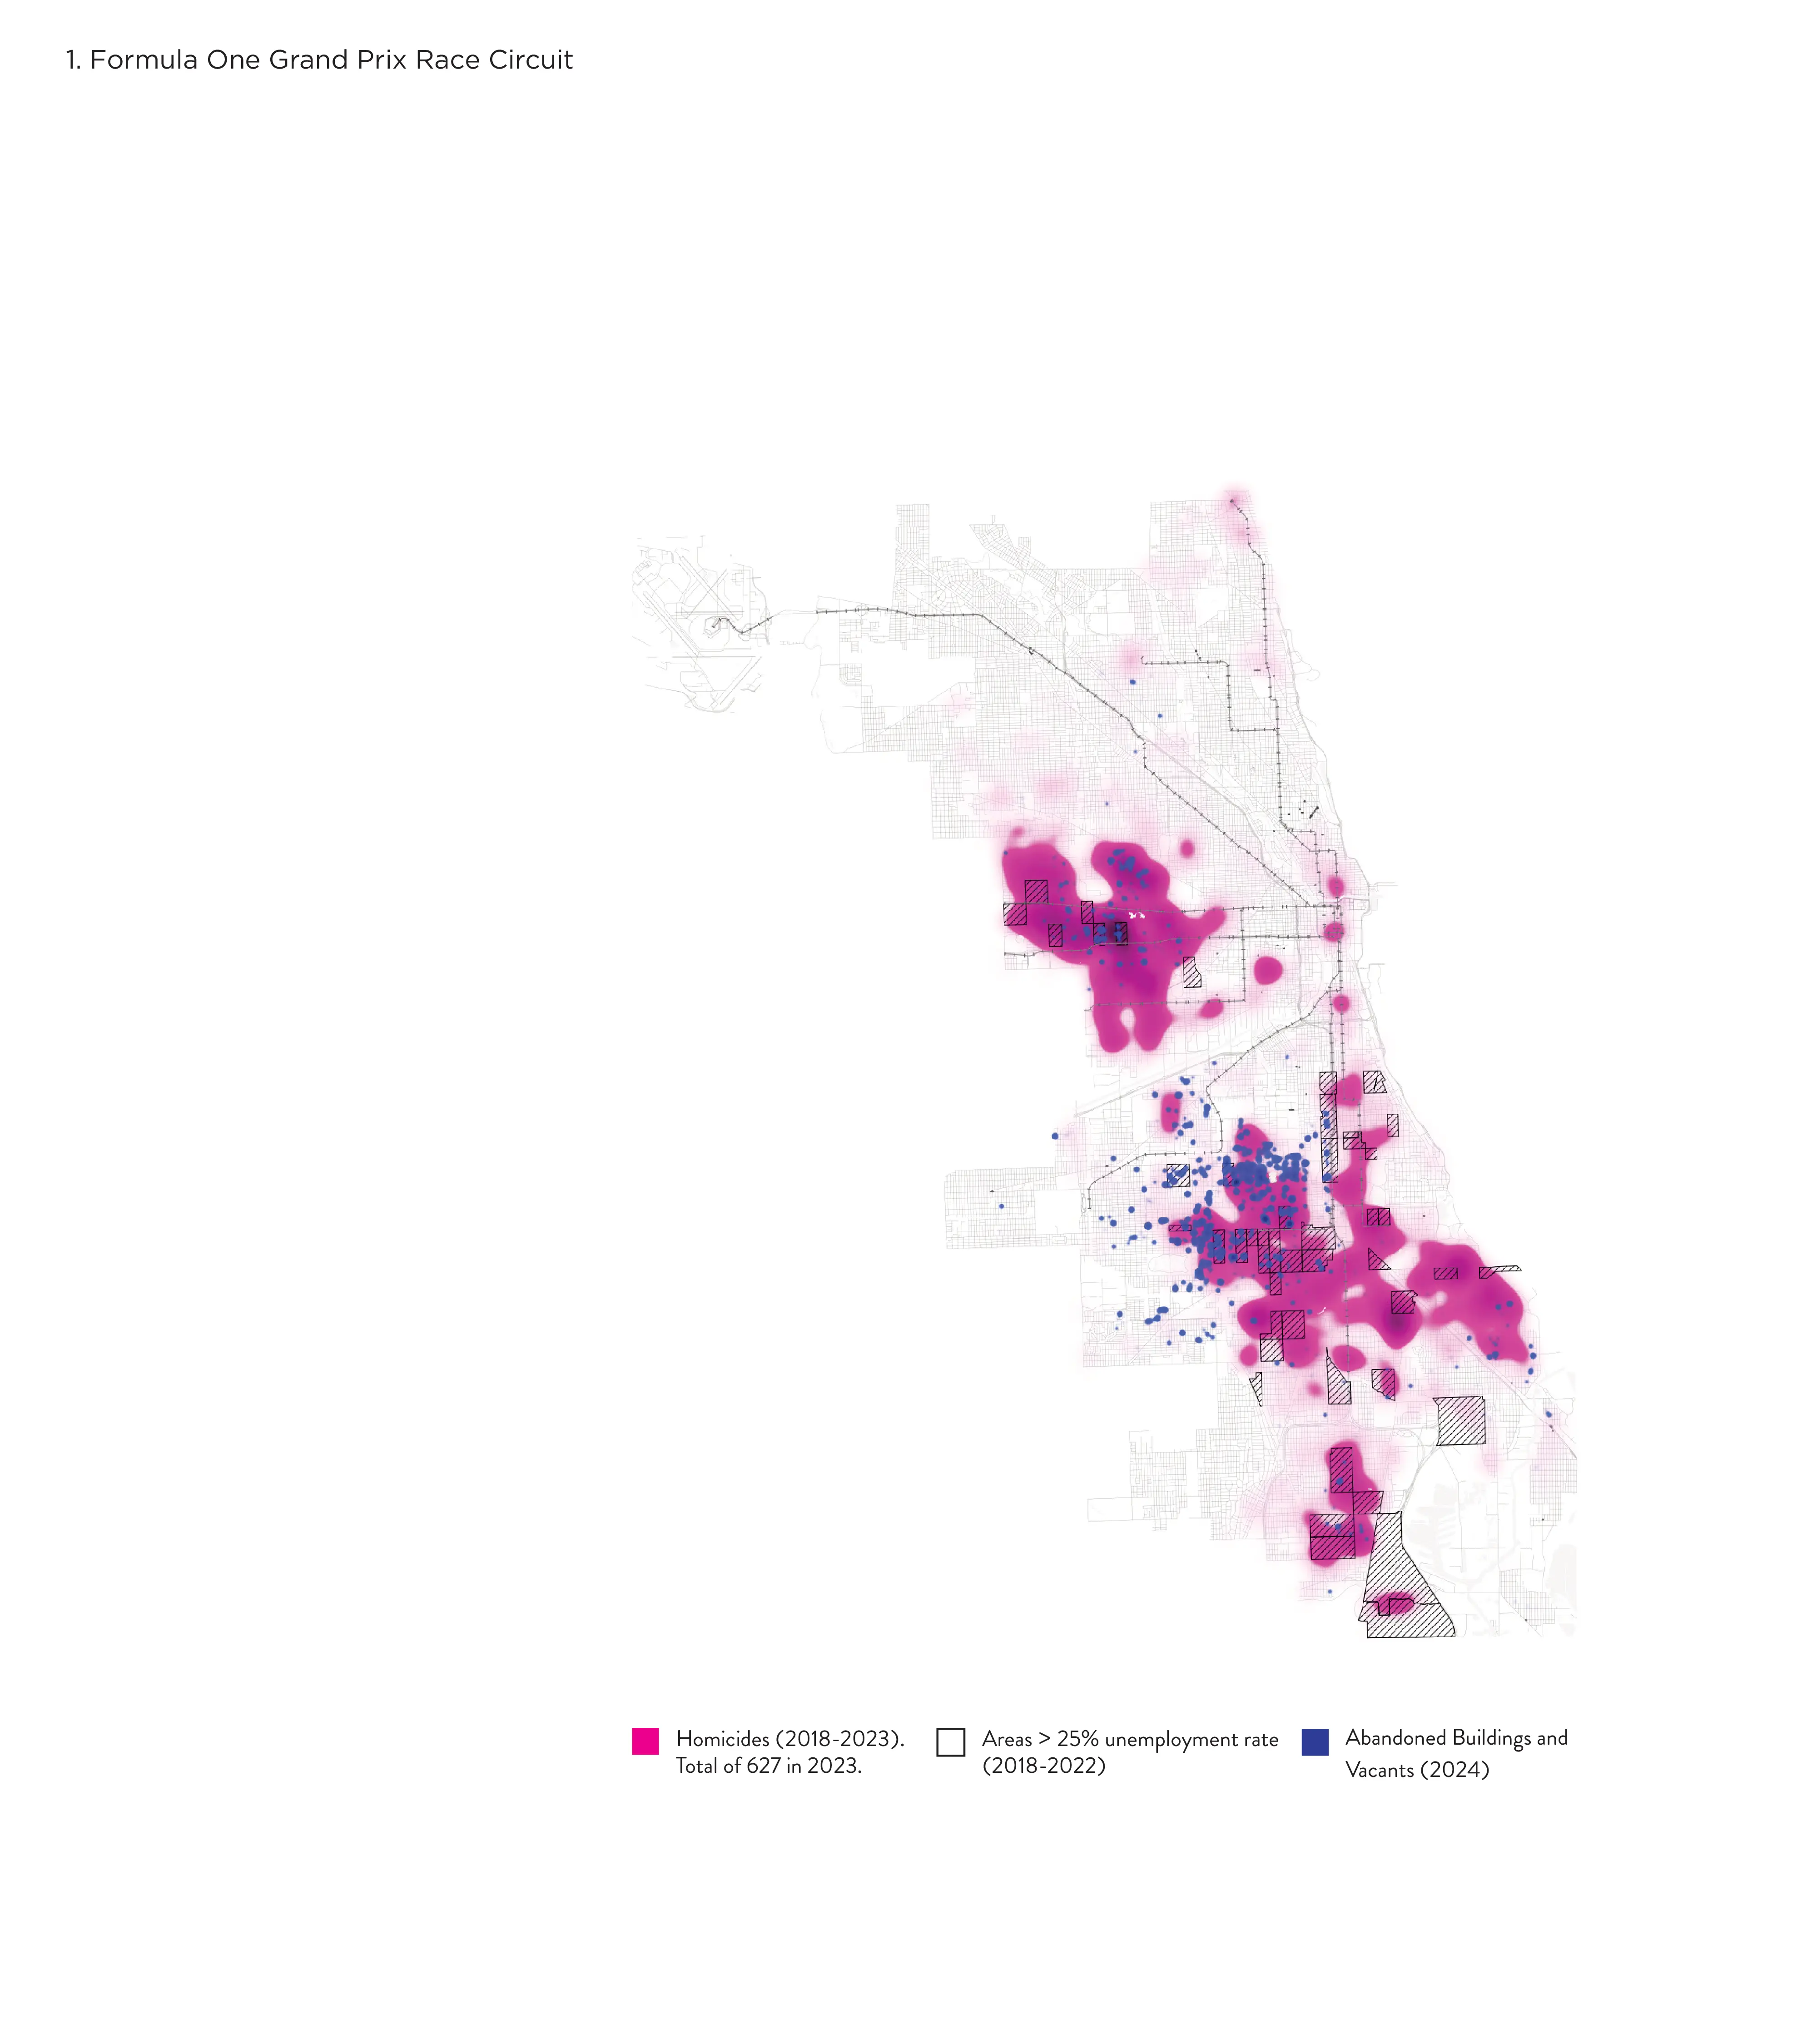 1. Formula One Grand Prix Race Circuit
Homicides (2018-2023).
Total of 627 in 2023.
Areas > 25% unemployment rate
(2018-2022)
Abandoned Buildings and
Vacants (2024)